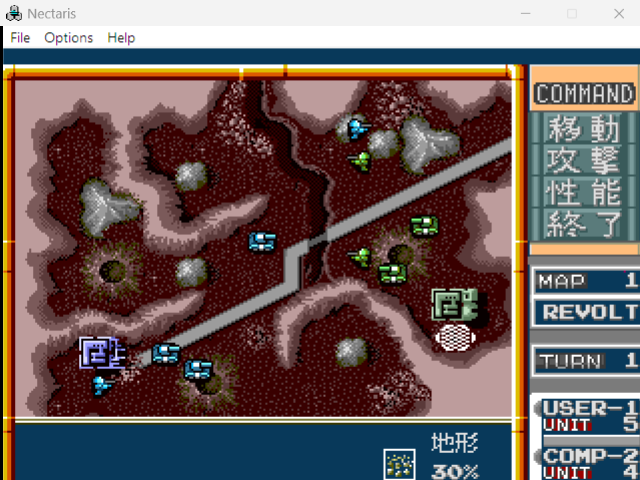 Nectaris
File Options Help
COMMAND
移動
攻撃
性能
終了
MAP 1
REVOLT
TURN 1
USER-1
UNIT 5
COMP-2
UNIT 4
地形
30%